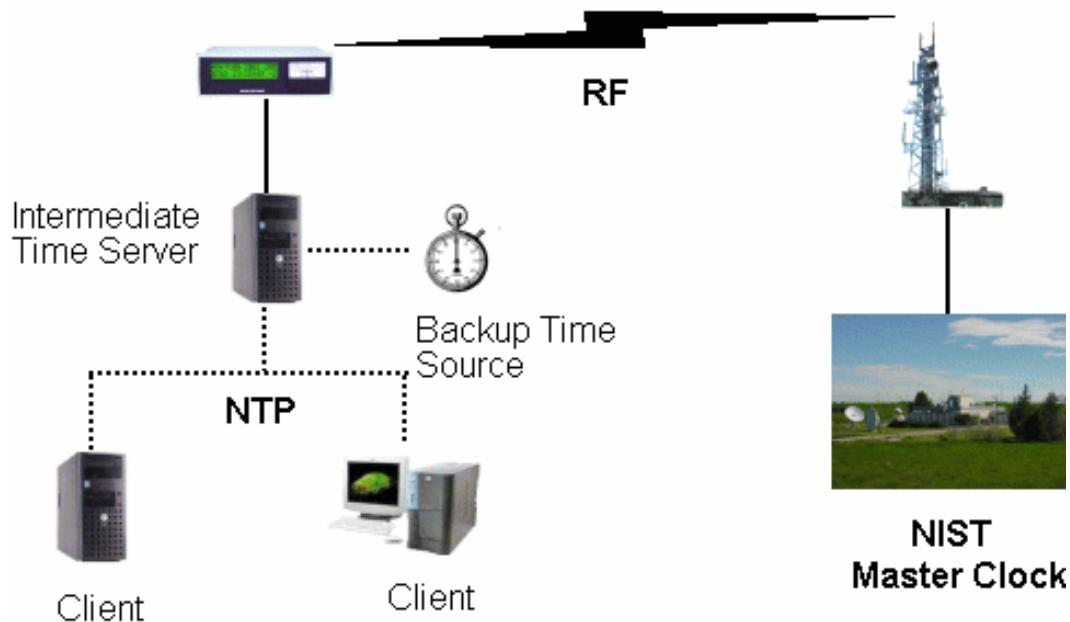 RF
Intermediate
Time Server
Backup Time
Source
NTP
NIST
Master Clock
Client
Client